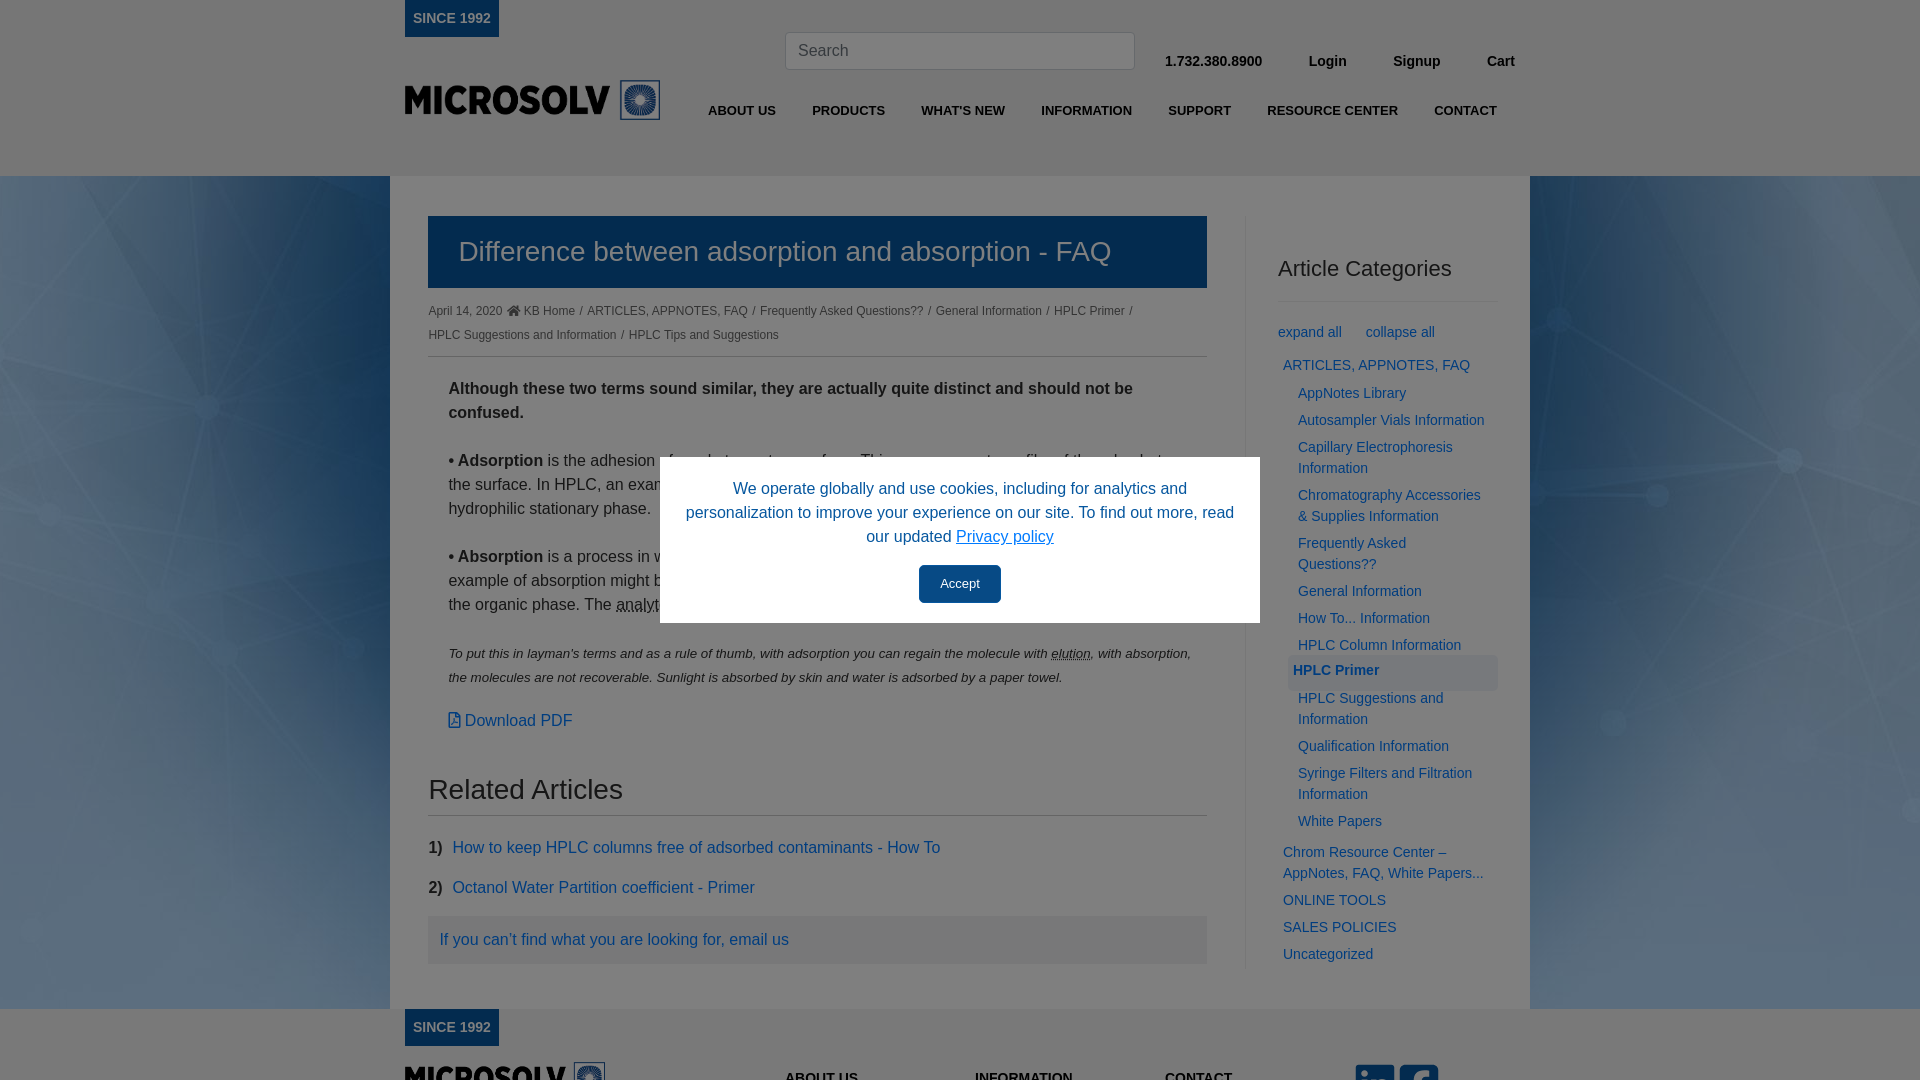 SINCE 1992
Search
1.732.380.8900 Login Signup Cart
MICROSOLV
ABOUT US PRODUCTS WHAT'S NEW INFORMATION SUPPORT RESOURCE CENTER CONTACT
Difference between adsorption and absorption - FAQ
April 14, 2020 KB Home / ARTICLES, APPNOTES, FAQ / Frequently Asked Questions?? / General Information / HPLC Primer /
HPLC Suggestions and Information / HPLC Tips and Suggestions
Although these two terms sound similar, they are actually quite distinct and should not be
confused.
• Adsorption is the adhesion
the surface. In HPLC, an
hydrophilic stationary phase.
• Absorption is a process in
example of absorption might
the organic phase. The
To put this in layman's terms and as a rule of thumb, with adsorption you can regain the molecule with elution, with absorption,
the molecules are not recoverable. Sunlight is absorbed by skin and water is adsorbed by a paper towel.
Download PDF
Related Articles
1) How to keep HPLC columns free of adsorbed contaminants - How To
2) Octanol Water Partition coefficient - Primer
If you can’t find what you are looking for, email us
We operate globally and use cookies, including for analytics and
personalization to improve your experience on our site. To find out more, read
our updated Privacy policy
Accept
Article Categories
expand all collapse all
ARTICLES, APPNOTES, FAQ
AppNotes Library
Autosampler Vials Information
Capillary Electrophoresis
Information
Chromatography Accessories
& Supplies Information
Frequently Asked
Questions??
General Information
How To... Information
HPLC Column Information
HPLC Primer
HPLC Suggestions and
Information
Qualification Information
Syringe Filters and Filtration
Information
White Papers
Chrom Resource Center –
AppNotes, FAQ, White Papers...
ONLINE TOOLS
SALES POLICIES
Uncategorized
SINCE 1992
MICROSOLV
ABOUT US INFORMATION CONTACT